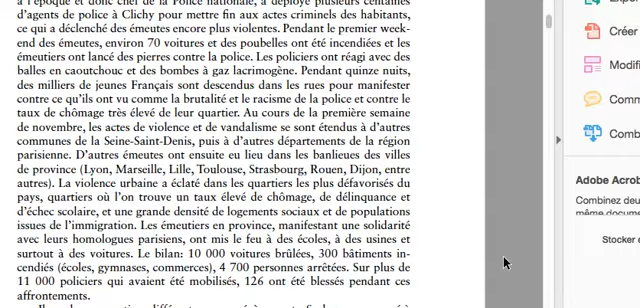 à l'époque et donc chef de la Police nationale, a déployé plusieurs centaines
d'agents de police à Clichy pour mettre fin aux actes criminels des habitants,
ce qui a déclenché des émeutes encore plus violentes. Pendant le premier week-
end des émeutes, environ 70 voitures et des poubelles ont été incendiées et les
émeutiers ont lancé des pierres contre la police. Les policiers ont réagi avec des
balles en caoutchouc et des bombes à gaz lacrimogène. Pendant quinze nuits,
des milliers de jeunes Français sont descendus dans les rues pour manifester
contre ce qu'ils ont vu comme la brutalité et le racisme de la police et contre le
taux de chômage très élevé de leur quartier. Au cours de la première semaine
de novembre, les actes de violence et de vandalisme se sont étendus à d'autres
communes de la Seine-Saint-Denis, puis à d'autres départements de la région
parisienne. D'autres émeutes ont ensuite eu lieu dans les banlieues des villes
de province (Lyon, Marseille, Lille, Toulouse, Strasbourg, Rouen, Dijon, entre
autres). La violence urbaine a éclaté dans les quartiers les plus défavorisés du
pays, quartiers où l'on trouve un taux élevé de chômage, de délinquance et
d'échec scolaire, et une grande densité de logements sociaux et de populations
issues de l'immigration. Les émeutiers en province, manifestant une solidarité
avec leurs homologues parisiens, ont mis le feu à des écoles, à des usines et
surtout à des voitures. Le bilan: 10 000 voitures brûlées, 300 bâtiments in-
cendiés (écoles, gymnases, commerces), 4 700 personnes arrêtées. Sur plus de
11 000 policiers qui avaient été mobilisés, 126 ont été blessés pendant ces
affrontements.
Créer
Modifi
Comm
Comb
Adobe Acrob
Combinez deu
même documen
Stocker e